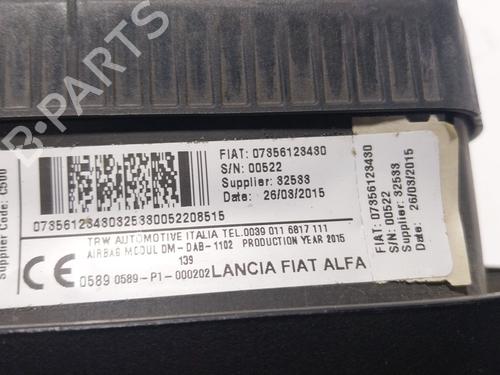 Supplier Code: C500
FIAT: 07356123430
S/N: 00522
Supplier: 32533
Date: 26/03/2015
07356123430325330052208515
TRW AUTOMOTIVE ITALIA TEL.0039 011 6817 111
AIRBAG MODUL DM-DAB-1102 PRODUCTION YEAR 2015
139
CE 0589 0589-P1-000202 LANCIA FIAT ALFA
FIAT: 07356123430
S/N: 00522
Supplier: 32533
Date: 26/03/2015
B-PARTS